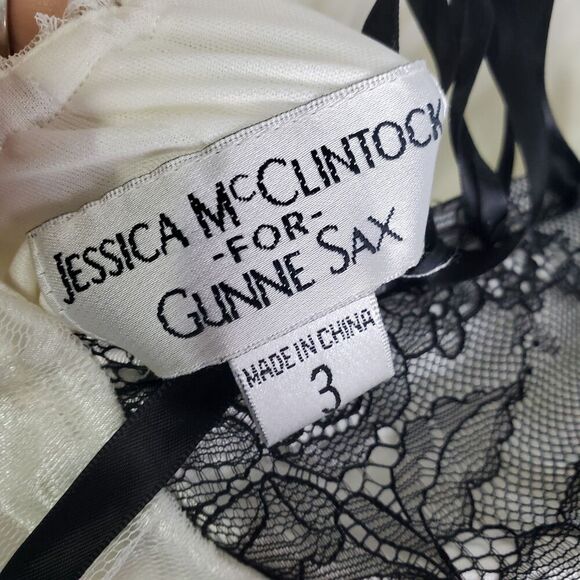 JESSICA McCLINTOCK
-FOR-
GUNNE SAX
MADE IN CHINA
3